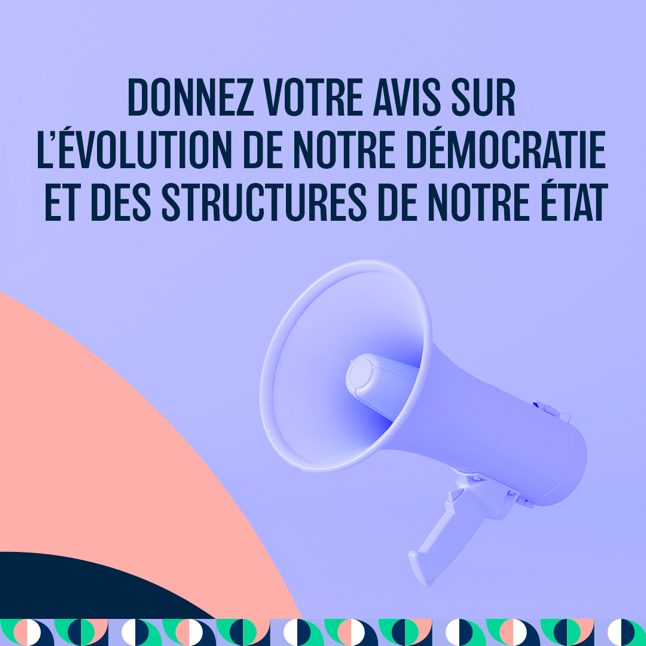 DONNEZ VOTRE AVIS SUR
L’ÉVOLUTION DE NOTRE DÉMOCRATIE
ET DES STRUCTURES DE NOTRE ÉTAT